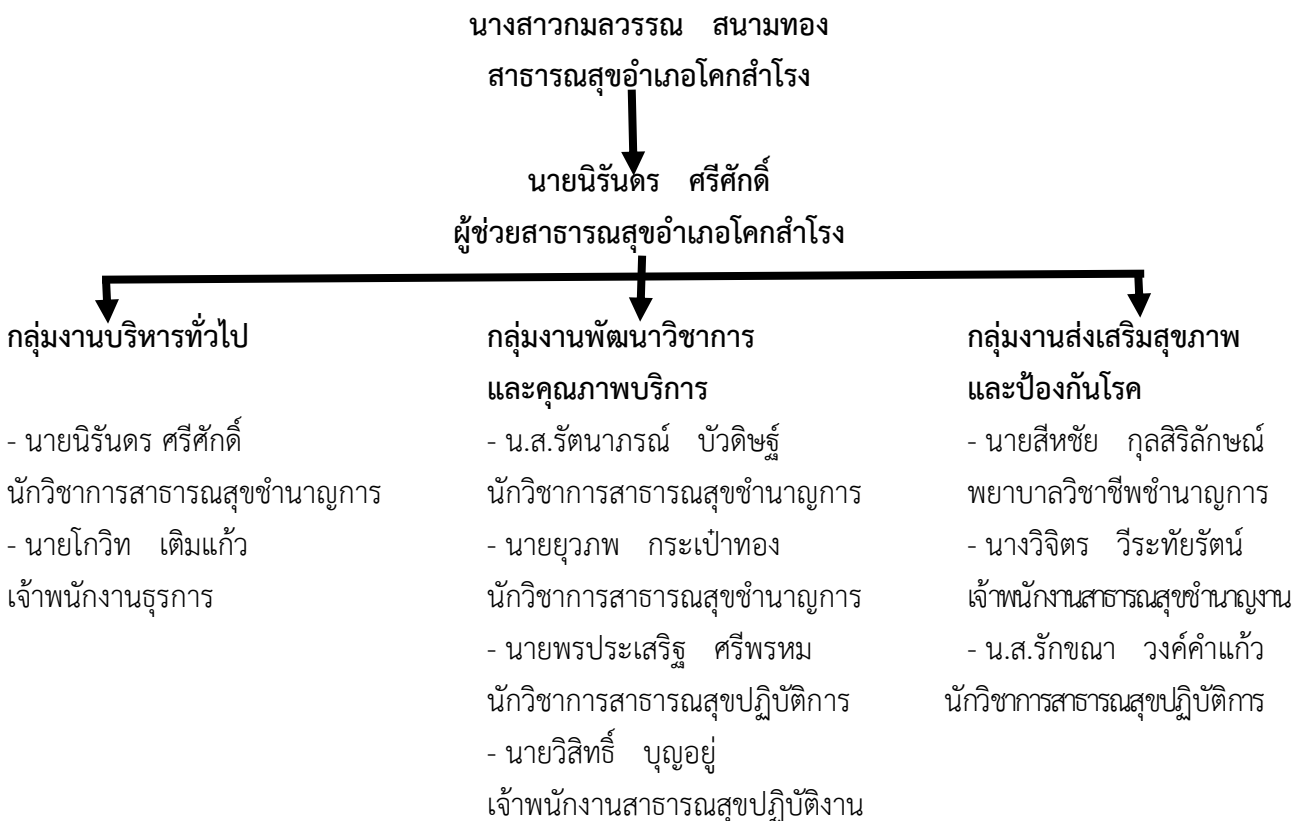 นางสาวกมลวรรณ สนามทอง
สาธารณสุขอำเภอโคกสำโรง
นายนิรันดร ศรีศักดิ์
ผู้ช่วยสาธารณสุขอำเภอโคกสำโรง
กลุ่มงานบริหารทั่วไป
- นายนิรันดร ศรีศักดิ์
นักวิชาการสาธารณสุขชำนาญการ
- นายโกวิท เติมแก้ว
เจ้าพนักงานธุรการ
กลุ่มงานพัฒนาวิชาการ
และคุณภาพบริการ
- น.ส.รัตนาภรณ์ บัวดิษฐ์
นักวิชาการสาธารณสุขชำนาญการ
- นายยุวภพ กระเป๋าทอง
นักวิชาการสาธารณสุขชำนาญการ
- นายพรประเสริฐ ศรีพรหม
นักวิชาการสาธารณสุขปฏิบัติการ
- นายวิสิทธิ์ บุญอยู่
เจ้าพนักงานสาธารณสุขปฏิบัติงาน
กลุ่มงานส่งเสริมสุขภาพ
และป้องกันโรค
- นายสีหชัย กุลสิริลักษณ์
พยาบาลวิชาชีพชำนาญการ
- นางวิจิตร วีระทัยรัตน์
เจ้าพนักงานสาธารณสุขชำนาญงาน
- น.ส.รักขณา วงค์คำแก้ว
นักวิชาการสาธารณสุขปฏิบัติการ